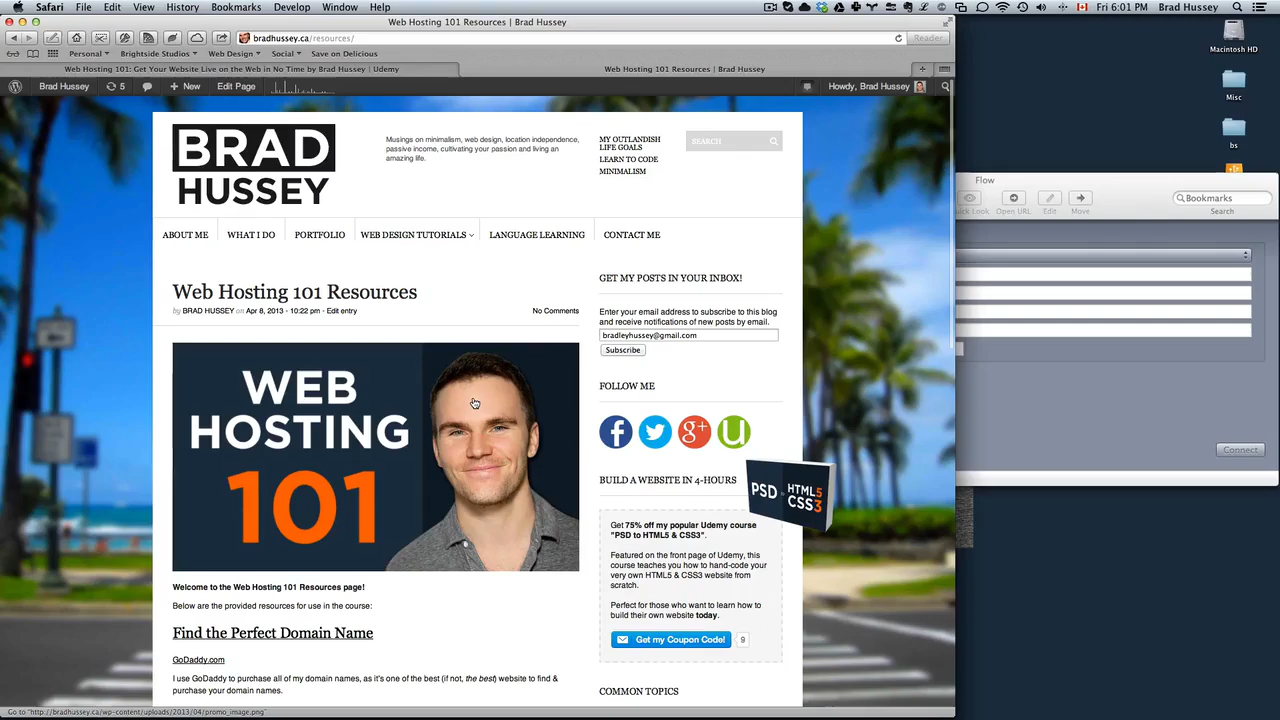 Safari File Edit View History Bookmarks Develop Window Help
Fri 6:01 PM Brad Hussey
Web Hosting 101 Resources | Brad Hussey
bradhussey.ca/resources/
Reader
Personal Brightside Studios Web Design Social Save on Delicious
Web Hosting 101: Get Your Website Live on the Web in No Time by Brad Hussey | Udemy
Web Hosting 101 Resources | Brad Hussey
Brad Hussey 5 New Edit Page
Howdy, Brad Hussey
BRAD
HUSSEY
Musings on minimalism, web design, location independence,
passive income, cultivating your passion and living an
amazing life.
MY OUTLANDISH
LIFE GOALS
LEARN TO CODE
MINIMALISM
SEARCH
ABOUT ME
WHAT I DO
PORTFOLIO
WEB DESIGN TUTORIALS
LANGUAGE LEARNING
CONTACT ME
Web Hosting 101 Resources
by BRAD HUSSEY on Apr 8, 2013 • 10:22 pm • Edit entry
No Comments
WEB
HOSTING
101
Welcome to the Web Hosting 101 Resources page!
Below are the provided resources for use in the course:
Find the Perfect Domain Name
GoDaddy.com
I use GoDaddy to purchase all of my domain names, as it's one of the best (if not, the best) website to find &
purchase your domain names.
GET MY POSTS IN YOUR INBOX!
Enter your email address to subscribe to this blog
and receive notifications of new posts by email.
bradleyhussey@gmail.com
Subscribe
FOLLOW ME
BUILD A WEBSITE IN 4-HOURS
PSD to HTML5
CSS3
Get 75% off my popular Udemy course
"PSD to HTML5 & CSS3".
Featured on the front page of Udemy, this
course teaches you how to hand-code your
very own HTML5 & CSS3 website from
scratch.
Perfect for those who want to learn how to
build their own website today.
Get my Coupon Code! 9
COMMON TOPICS
Go to "http://bradhussey.ca/wp-content/uploads/2013/04/promo_image.png"
Macintosh HD
Misc
bs
Flow
Bookmarks
Quick Look Open URL Edit Move Search
Connect